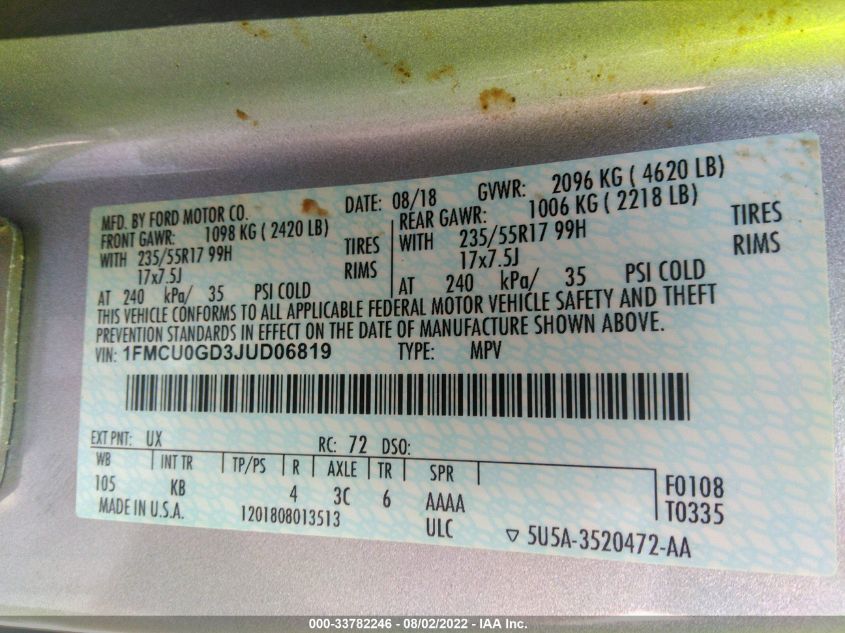 MFD. BY FORD MOTOR CO. DATE: 08/18 GVWR: 2096 KG ( 4620 LB)
FRONT GAWR: 1098 KG ( 2420 LB) REAR GAWR: 1006 KG ( 2218 LB)
WITH 235/55R17 99H TIRES WITH 235/55R17 99H TIRES
17x7.5J RIMS 17x7.5J RIMS
AT 240 kPa/ 35 PSI COLD AT 240 kPa/ 35 PSI COLD
THIS VEHICLE CONFORMS TO ALL APPLICABLE FEDERAL MOTOR VEHICLE SAFETY AND THEFT
PREVENTION STANDARDS IN EFFECT ON THE DATE OF MANUFACTURE SHOWN ABOVE.
VIN: 1FMCU0GD3JUD06819 TYPE: MPV
EXT PNT: UX RC: 72 DSO:
WB INT TR TP/PS R AXLE TR SPR
105 KB 4 3C 6 AAAA F0108
MADE IN U.S.A. 1201808013513 ULC T0335
▽ 5U5A-3520472-AA
000-33782246 - 08/02/2022 - IAA Inc.